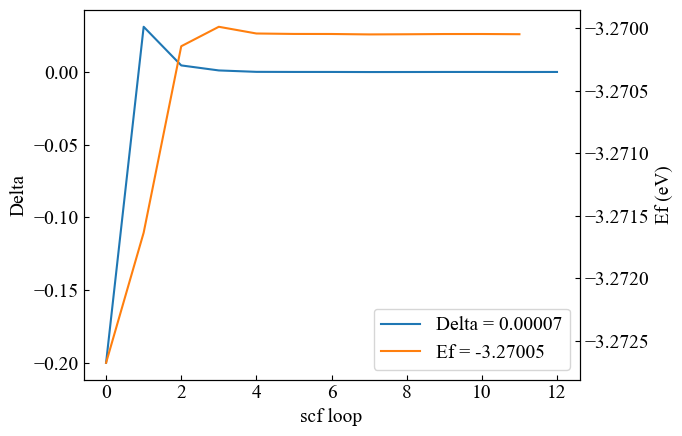 0.00
−0.05
−0.10
−0.15
−0.20
Delta
−3.2700
−3.2705
−3.2710
−3.2715
−3.2720
−3.2725
Ef (eV)
Delta = 0.00007
Ef = -3.27005
0 2 4 6 8 10 12
scf loop